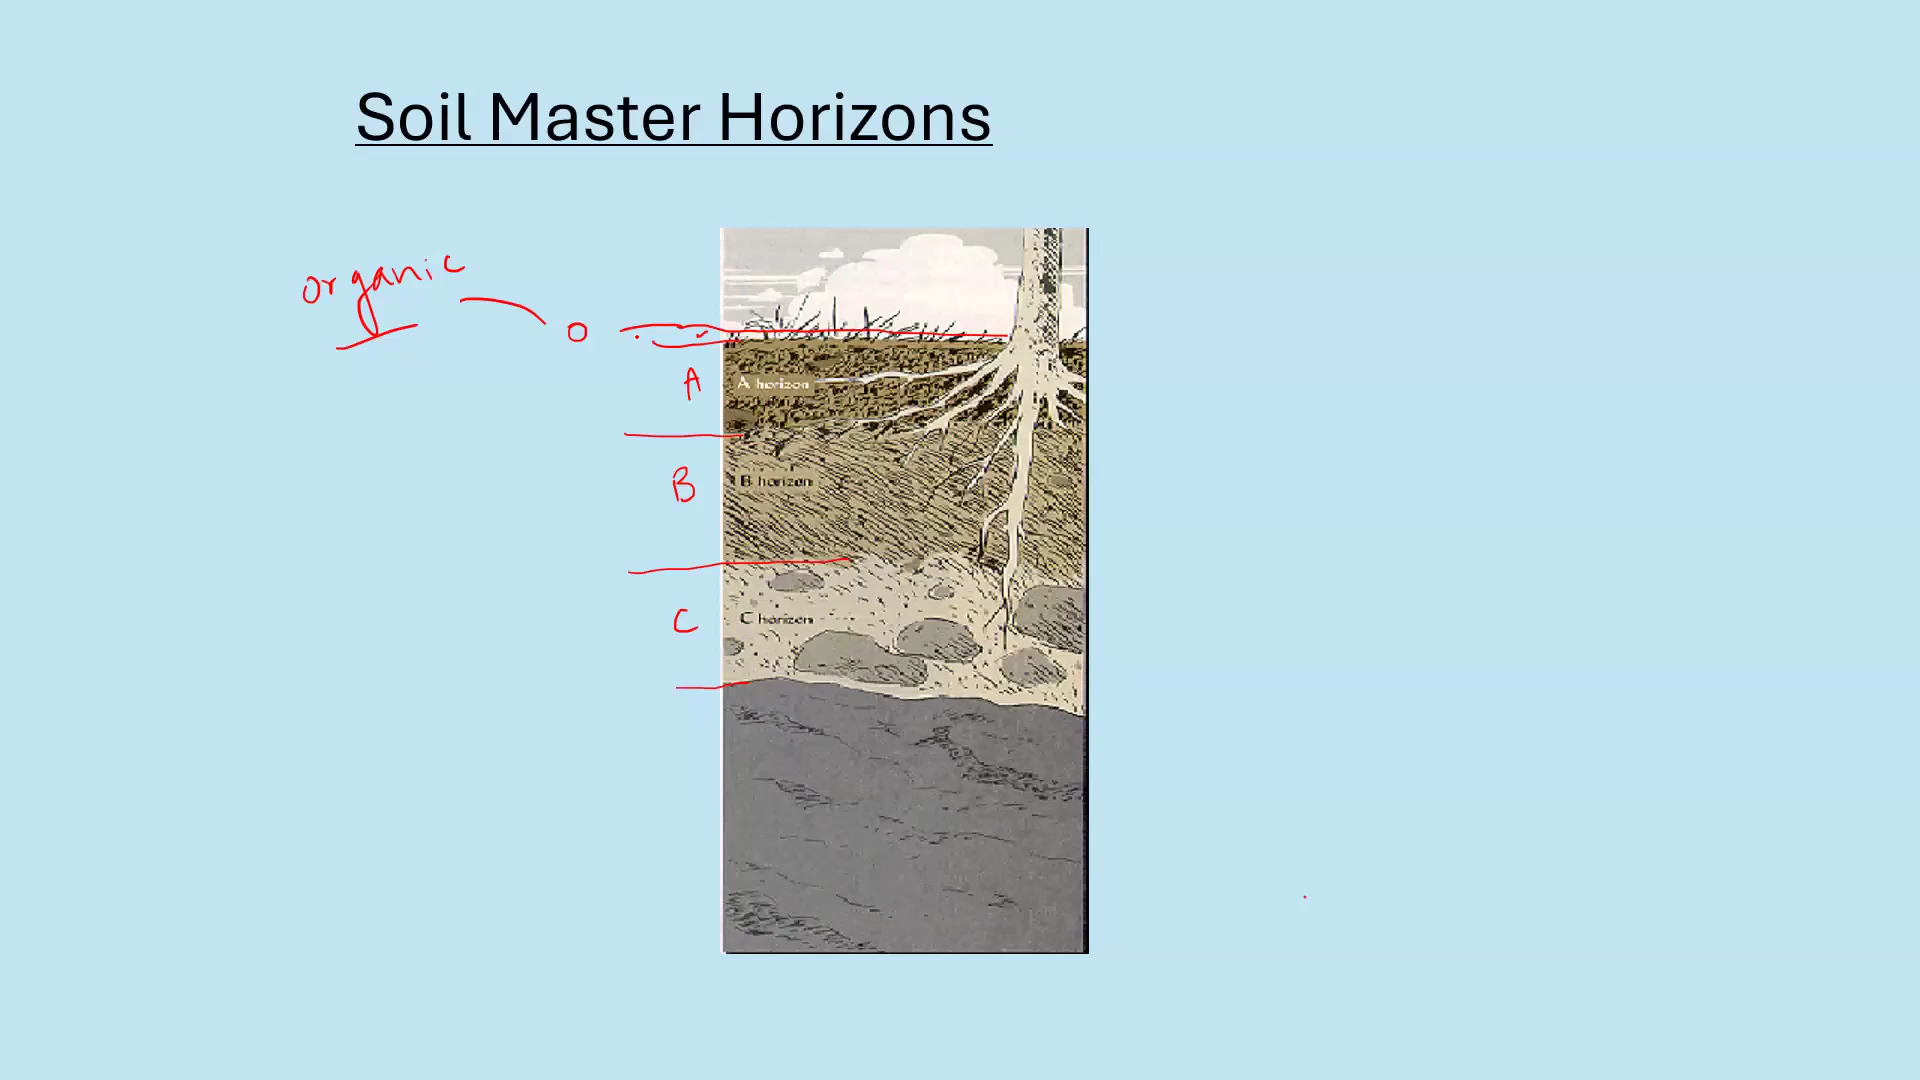 Soil Master Horizons
organic
O
A
A horizon
B
B horizon
C
C horizon